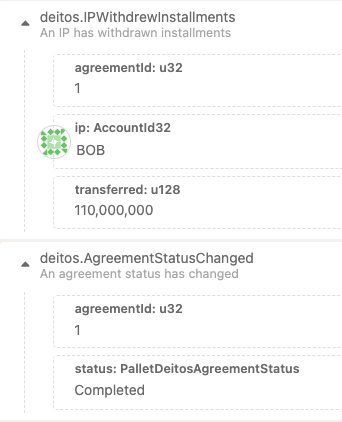 deitos.IPWithdrewInstallments
An IP has withdrawn installments
agreementId: u32
1
ip: AccountId32
BOB
transferred: u128
110,000,000
deitos.AgreementStatusChanged
An agreement status has changed
agreementId: u32
1
status: PalletDeitosAgreementStatus
Completed